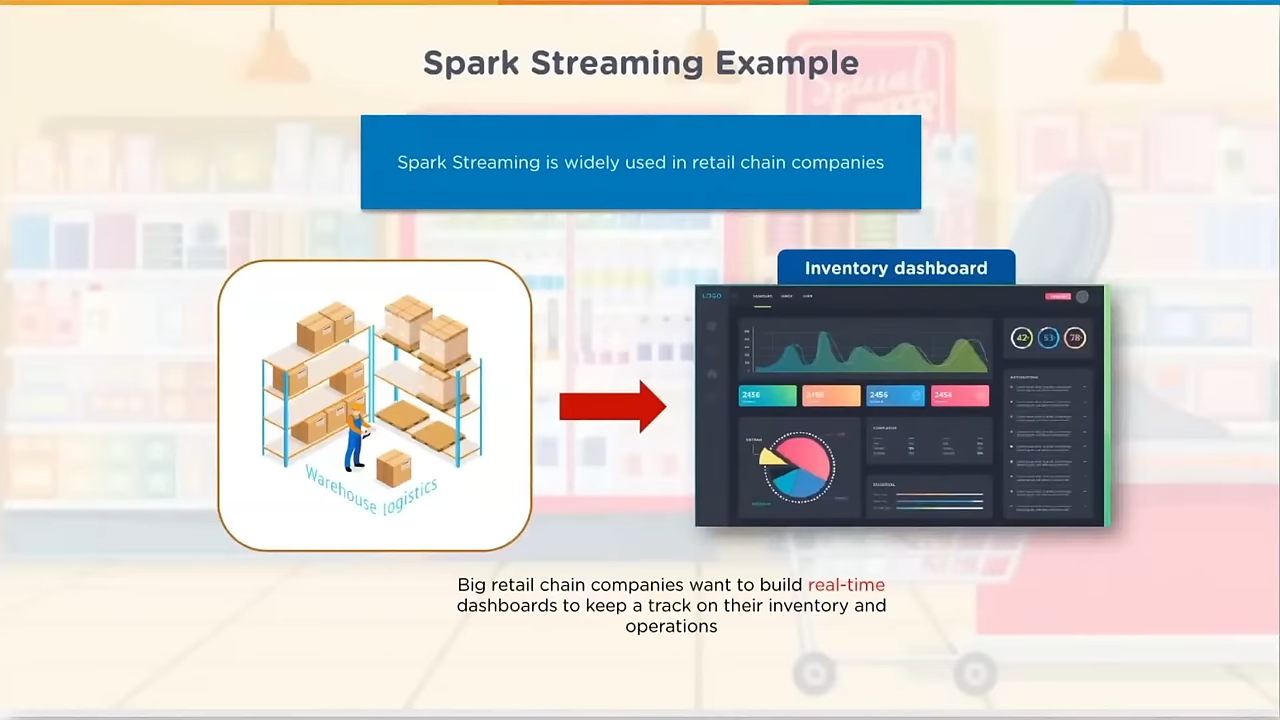 Spark Streaming Example
Spark Streaming is widely used in retail chain companies
Inventory dashboard
LOGO
42
53
78
2456
2456
2456
2456
Warehouse logistics
Big retail chain companies want to build real-time
dashboards to keep a track on their inventory and
operations